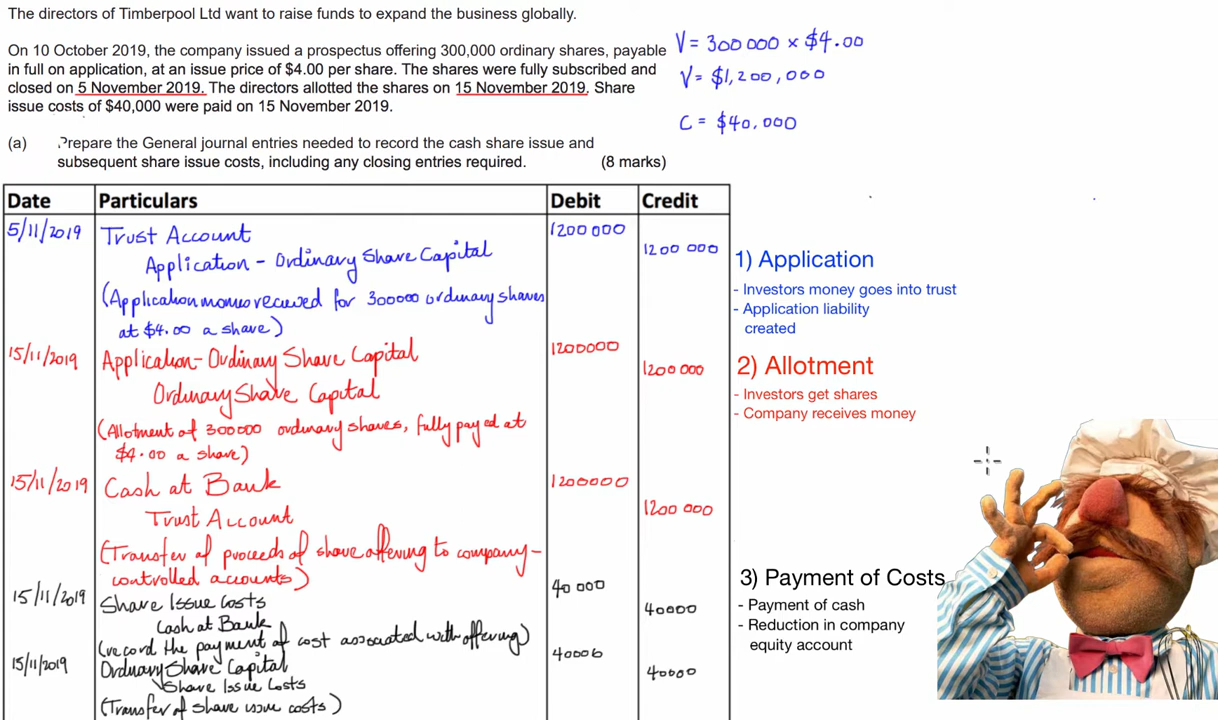 The directors of Timberpool Ltd want to raise funds to expand the business globally.
On 10 October 2019, the company issued a prospectus offering 300,000 ordinary shares, payable
in full on application, at an issue price of $4.00 per share. The shares were fully subscribed and
closed on 5 November 2019. The directors allotted the shares on 15 November 2019. Share
issue costs of $40,000 were paid on 15 November 2019.
V = 300 000 × $4.00
V = $1,200,000
C = $40,000
(a) Prepare the General journal entries needed to record the cash share issue and
subsequent share issue costs, including any closing entries required. (8 marks)
Date Particulars Debit Credit
5/11/2019 Trust Account 1200 000
Application - Ordinary Share Capital 1200 000
(Application monies recieved for 300000 ordinary shares
at $4.00 a share)
15/11/2019 Application - Ordinary Share Capital 1200000
Ordinary Share Capital 1200 000
(Allotment of 300000 ordinary shares, fully payed at
$4.00 a share)
15/11/2019 Cash at Bank 1200000
Trust Account 1200 000
(Transfer of proceeds of share offering to company-
controlled accounts)
15/11/2019 Share Issue Costs 40 000
Cash at Bank 40000
(record the payment of cost associated with offering)
15/11/2019 Ordinary Share Capital 40000
Share Issue Costs 40000
(Transfer of share issue costs)
1) Application
- Investors money goes into trust
- Application liability
created
2) Allotment
- Investors get shares
- Company receives money
3) Payment of Costs
- Payment of cash
- Reduction in company
equity account